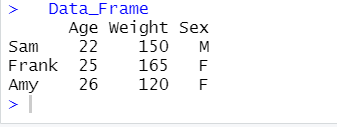 >   Data_Frame
      Age Weight Sex
Sam    22    150   M
Frank  25    165   F
Amy    26    120   F
>